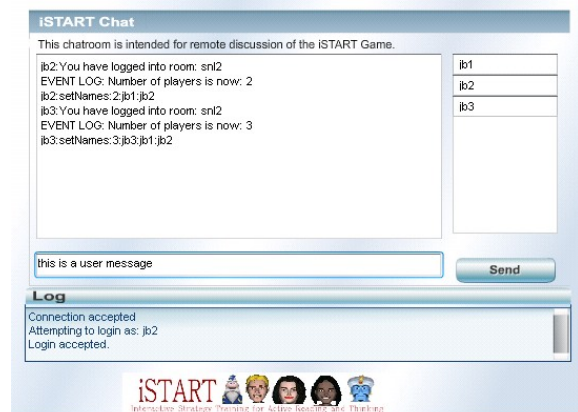 iSTART Chat
This chatroom is intended for remote discussion of the iSTART Game.
jb2:You have logged into room: snl2
EVENT LOG: Number of players is now: 2
jb2:setNames:2:jb1:jb2
jb3:You have logged into room: snl2
EVENT LOG: Number of players is now: 3
jb3:setNames:3:jb3:jb1:jb2
jb1
jb2
jb3
this is a user message
Send
Log
Connection accepted
Attempting to login as: jb2
Login accepted.
iSTART
Interactive Strategy Training for Active Reading and Thinking